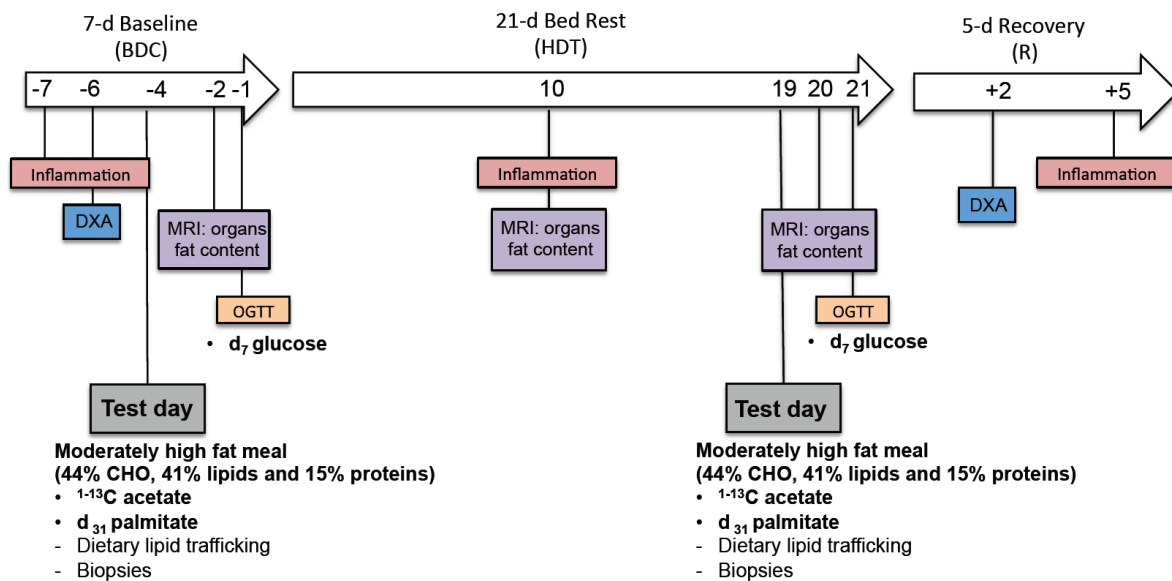 7-d Baseline
(BDC)
21-d Bed Rest
(HDT)
5-d Recovery
(R)
-7 -6 -4 -2 -1
10 19 20 21
+2 +5
Inflammation
DXA
MRI: organs
fat content
OGTT
• d7 glucose
Inflammation
MRI: organs
fat content
MRI: organs
fat content
OGTT
• d7 glucose
DXA
Inflammation
Test day
Moderately high fat meal
(44% CHO, 41% lipids and 15% proteins)
• 1-13C acetate
• d 31 palmitate
- Dietary lipid trafficking
- Biopsies
Test day
Moderately high fat meal
(44% CHO, 41% lipids and 15% proteins)
• 1-13C acetate
• d 31 palmitate
- Dietary lipid trafficking
- Biopsies